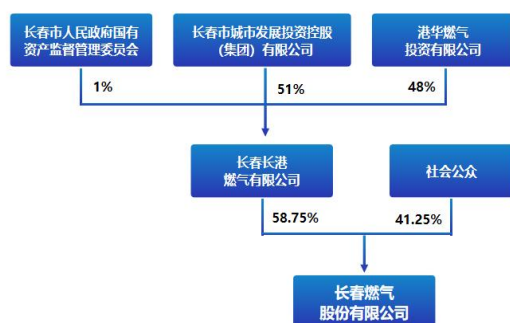 长春市人民政府国有
资产监督管理委员会
长春市城市发展投资控股
（集团）有限公司
港华燃气
投资有限公司
1%
51%
48%
长春长港
燃气有限公司
社会公众
58.75%
41.25%
长春燃气
股份有限公司